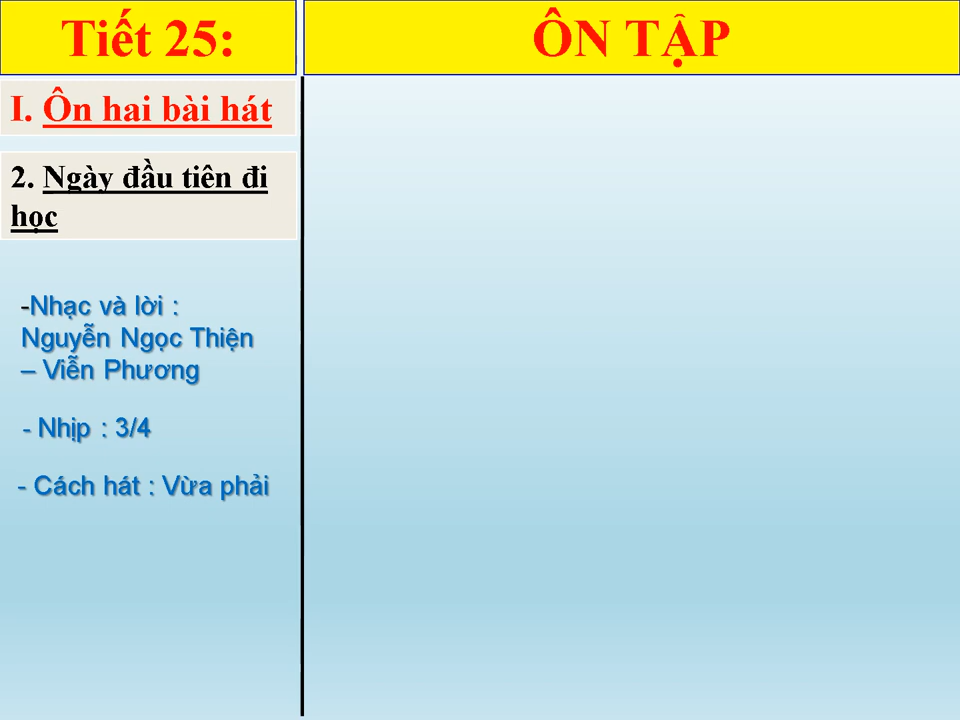 Tiết 25:
ÔN TẬP
I. Ôn hai bài hát
2. Ngày đầu tiên đi
học
-Nhạc và lời :
Nguyễn Ngọc Thiện
– Viễn Phương
- Nhịp : 3/4
- Cách hát : Vừa phải